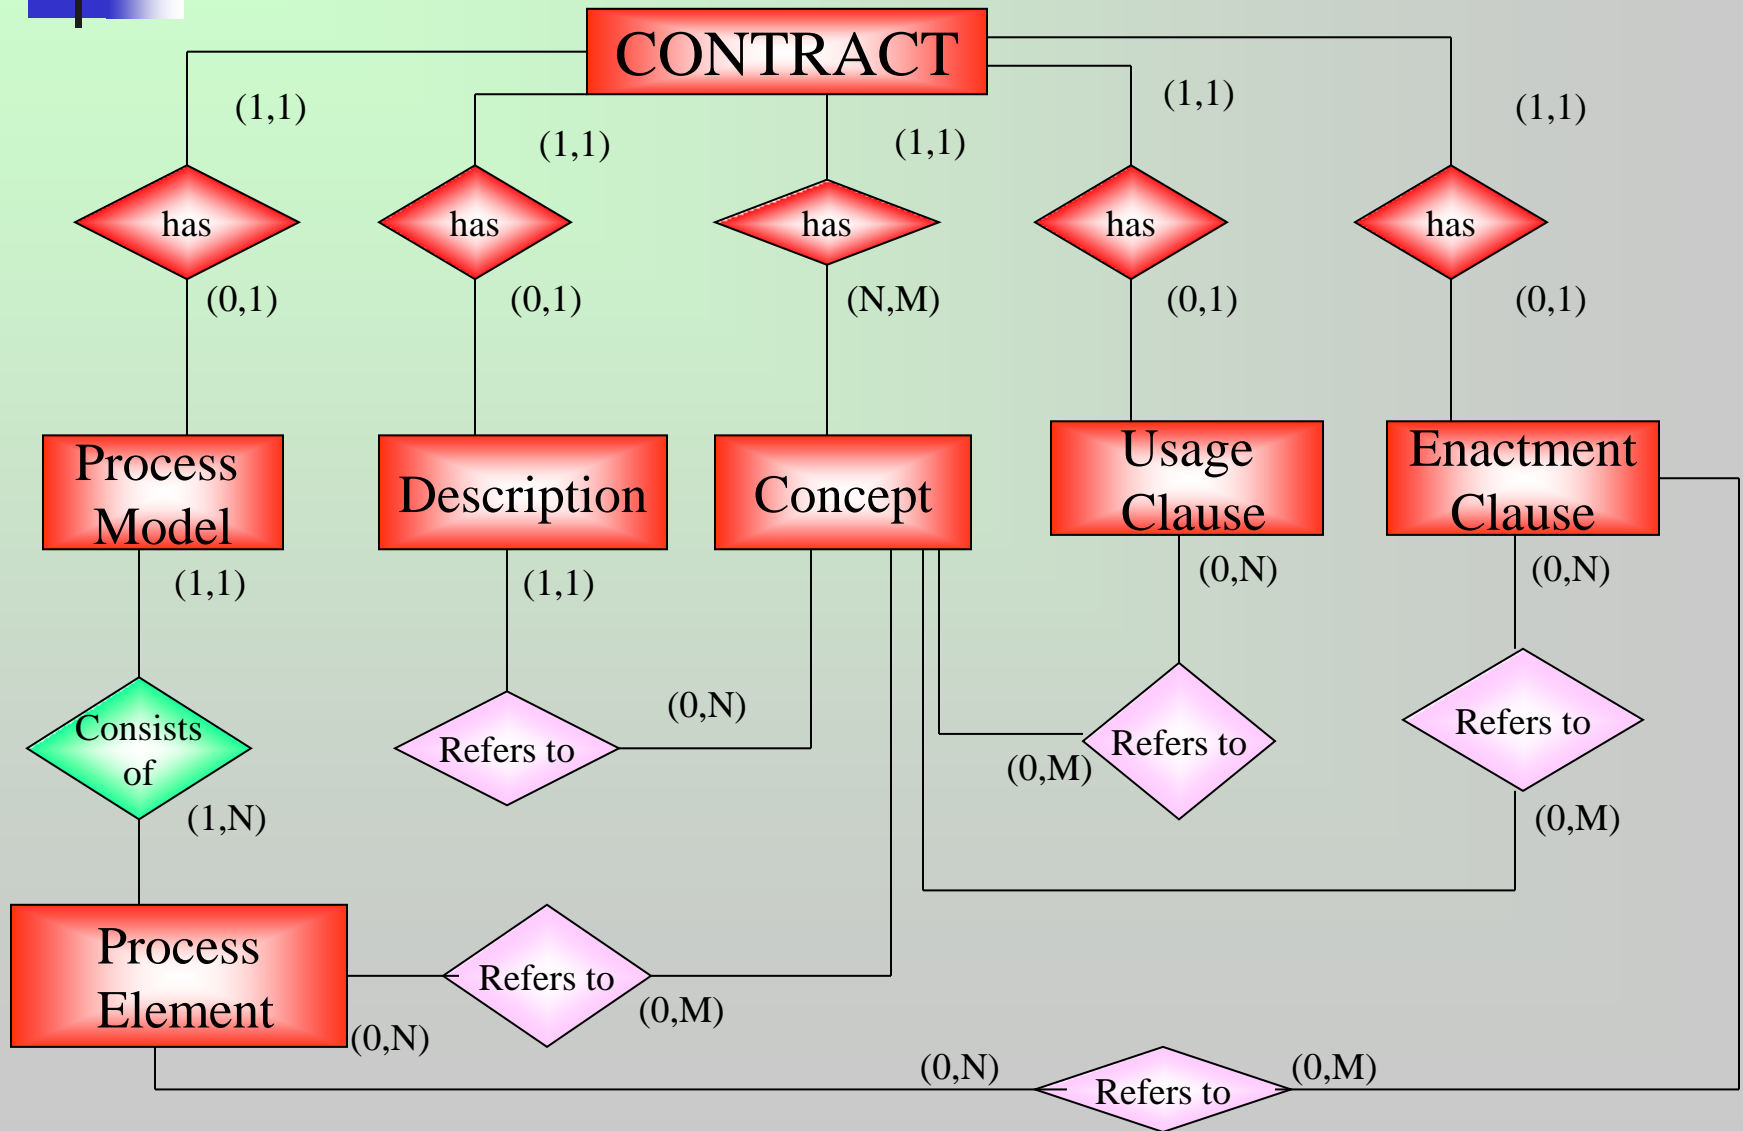 CONTRACT
(1,1)
(1,1)
(1,1)
(1,1)
(1,1)
has
has
has
has
has
(0,1)
(0,1)
(N,M)
(0,1)
(0,1)
Process
Model
Description
Concept
Usage
Clause
Enactment
Clause
(1,1)
(1,1)
(0,N)
(0,N)
Consists
of
Refers to
(0,N)
Refers to
(0,M)
Refers to
(0,M)
(1,N)
Process
Element
(0,N)
Refers to
(0,M)
(0,N)
Refers to
(0,M)